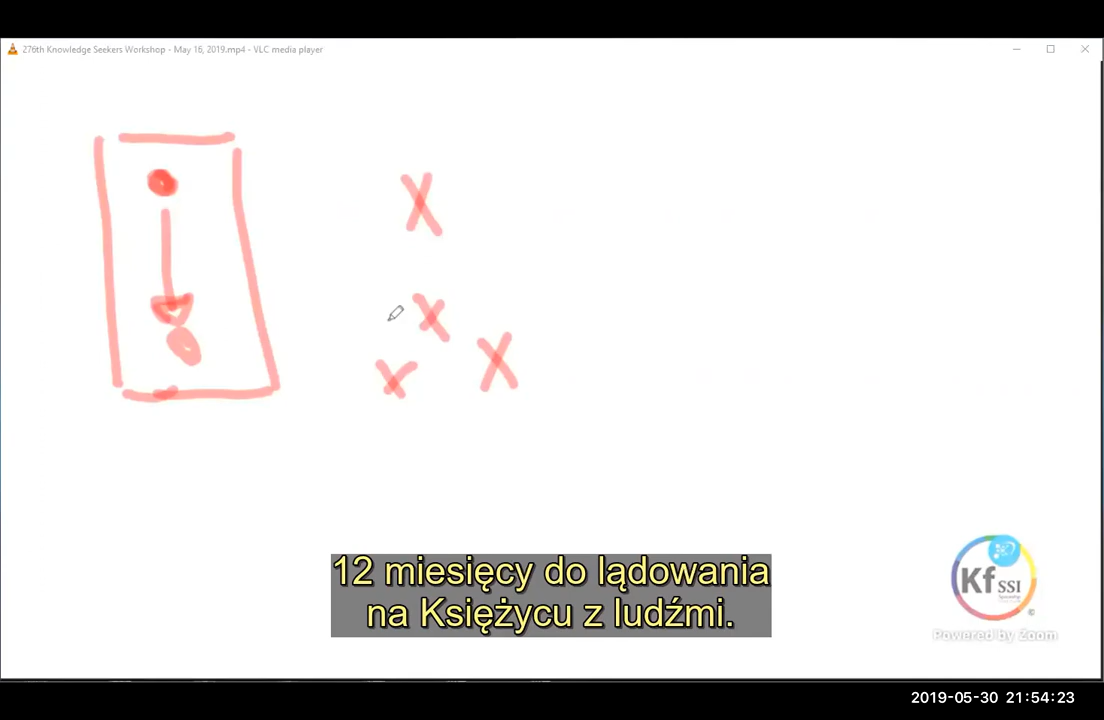 276th Knowledge Seekers Workshop - May 16, 2019.mp4 - VLC media player
X
X
X
X
12 miesięcy do lądowania
na Księżycu z ludźmi.
Kf SSI
©
Powered by Zoom
2019-05-30 21:54:23